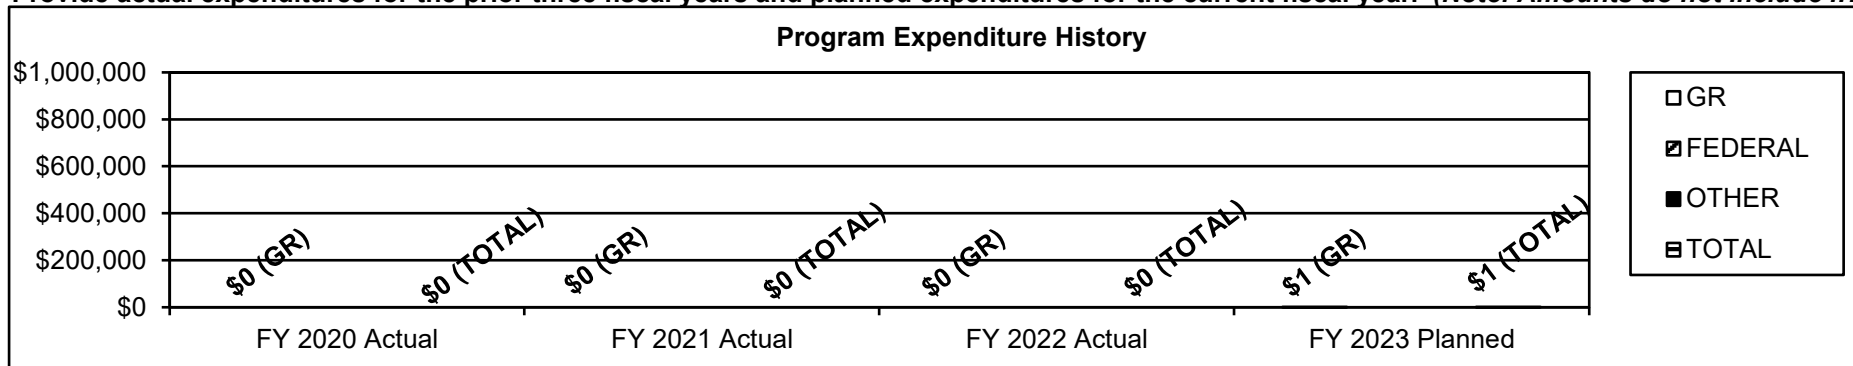 Provide actual expenditures for the prior three fiscal years and planned expenditures for the current fiscal year. (Note: Amounts do not include
Program Expenditure History
$1,000,000
$800,000
$600,000
$400,000
$200,000
$0
$0 (GR)
$0 (TOTAL)
$0 (GR)
$0 (TOTAL)
$0 (GR)
$0 (TOTAL)
$1 (GR)
$1 (TOTAL)
FY 2020 Actual
FY 2021 Actual
FY 2022 Actual
FY 2023 Planned
GR
FEDERAL
OTHER
TOTAL